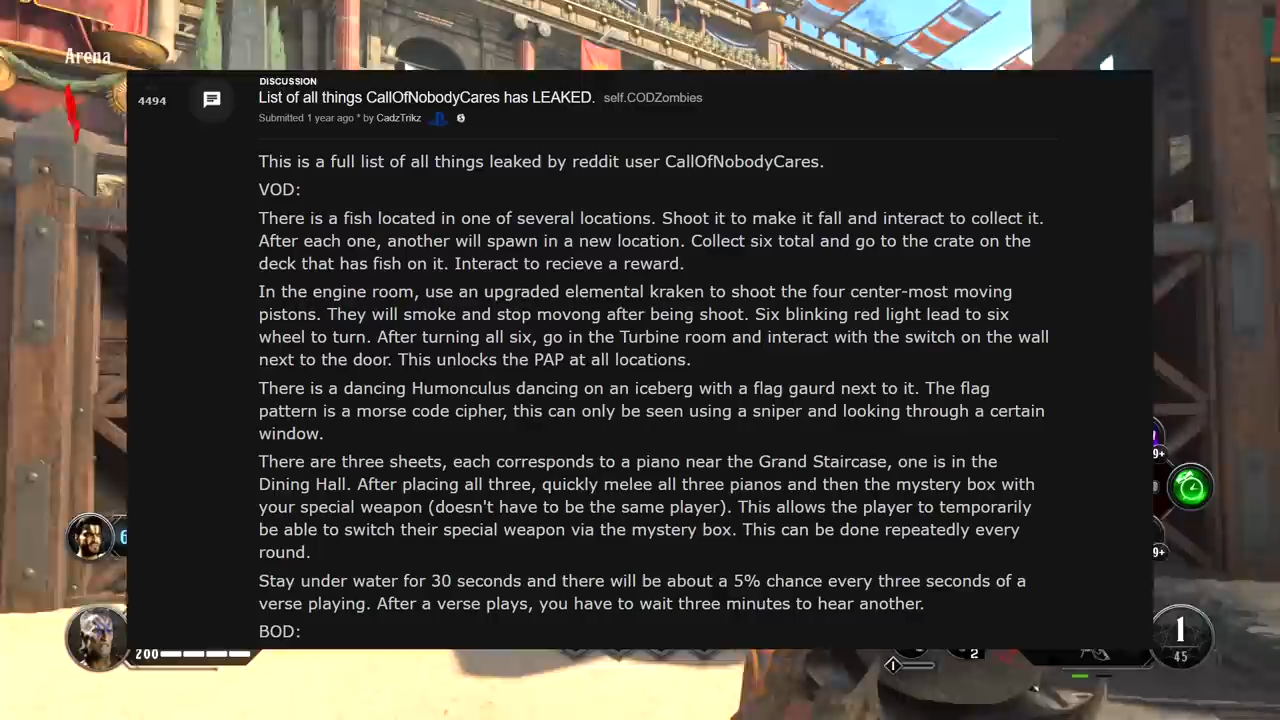 Arena
DISCUSSION
4494
List of all things CallOfNobodyCares has LEAKED. self.CODZombies
Submitted 1 year ago * by CadzTrikz
This is a full list of all things leaked by reddit user CallOfNobodyCares.
VOD:
There is a fish located in one of several locations. Shoot it to make it fall and interact to collect it.
After each one, another will spawn in a new location. Collect six total and go to the crate on the
deck that has fish on it. Interact to recieve a reward.
In the engine room, use an upgraded elemental kraken to shoot the four center-most moving
pistons. They will smoke and stop movong after being shoot. Six blinking red light lead to six
wheel to turn. After turning all six, go in the Turbine room and interact with the switch on the wall
next to the door. This unlocks the PAP at all locations.
There is a dancing Humonculus dancing on an iceberg with a flag gaurd next to it. The flag
pattern is a morse code cipher, this can only be seen using a sniper and looking through a certain
window.
There are three sheets, each corresponds to a piano near the Grand Staircase, one is in the
Dining Hall. After placing all three, quickly melee all three pianos and then the mystery box with
your special weapon (doesn't have to be the same player). This allows the player to temporarily
be able to switch their special weapon via the mystery box. This can be done repeatedly every
round.
Stay under water for 30 seconds and there will be about a 5% chance every three seconds of a
verse playing. After a verse plays, you have to wait three minutes to hear another.
BOD:
9+
6
9+
200
2
1
45